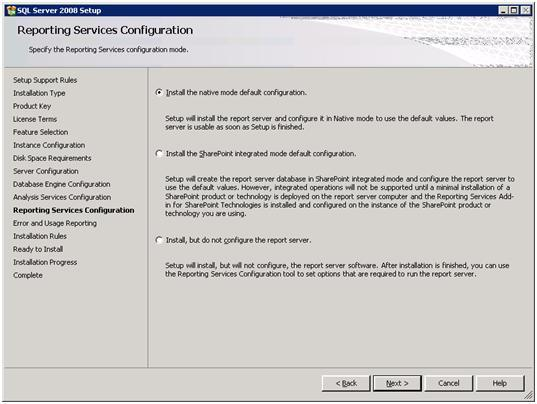 SQL Server 2008 Setup
Reporting Services Configuration
Specify the Reporting Services configuration mode.
Setup Support Rules
Installation Type
Product Key
License Terms
Feature Selection
Instance Configuration
Disk Space Requirements
Server Configuration
Database Engine Configuration
Analysis Services Configuration
Reporting Services Configuration
Error and Usage Reporting
Installation Rules
Ready to Install
Installation Progress
Complete
Install the native mode default configuration.
Setup will install the report server and configure it in Native mode to use the default values. The report
server is usable as soon as Setup is finished.
Install the SharePoint integrated mode default configuration.
Setup will create the report server database in SharePoint integrated mode and configure the report server to
use the default values. However, integrated operations will not be supported until a minimal installation of a
SharePoint product or technology is deployed on the report server computer and the Reporting Services Add-
in for SharePoint Technologies is installed and configured on the instance of the SharePoint product or
technology you are using.
Install, but do not configure the report server.
Setup will install, but will not configure, the report server software. After installation is finished, you can use
the Reporting Services Configuration tool to set options that are required to run the report server.
< Back
Next >
Cancel
Help